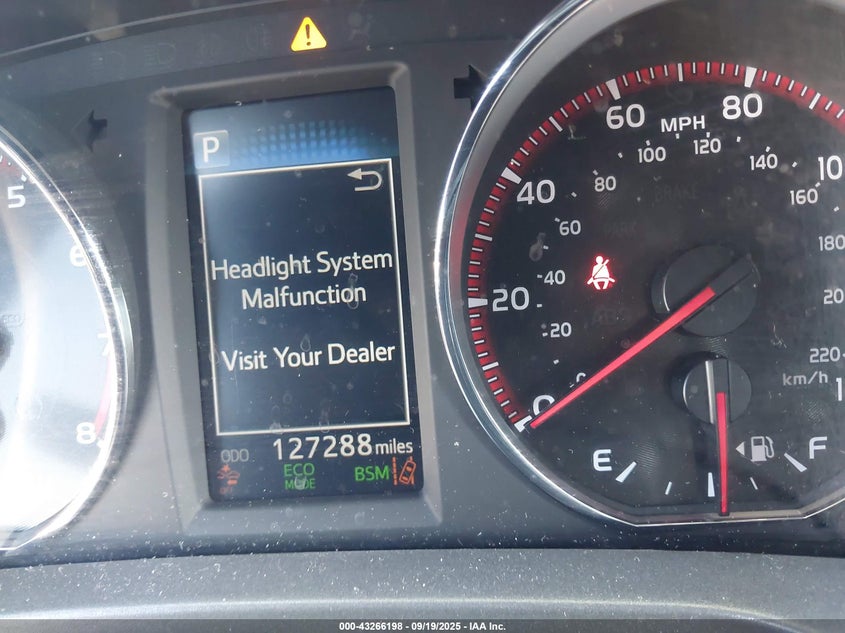 P
Headlight System
Malfunction
Visit Your Dealer
ODO 127288 miles
ECO
MODE
BSM
5
6
7
8
0
20
40
60
80
MPH
0
20
40
60
80
100
120
140
160
180
220
km/h
E
F
000-43266198 - 09/19/2025 - IAA Inc.